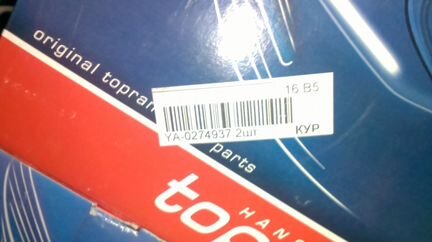 original topran
parts
16 B5
YA-0274937 2шт
КУР
HANS
top